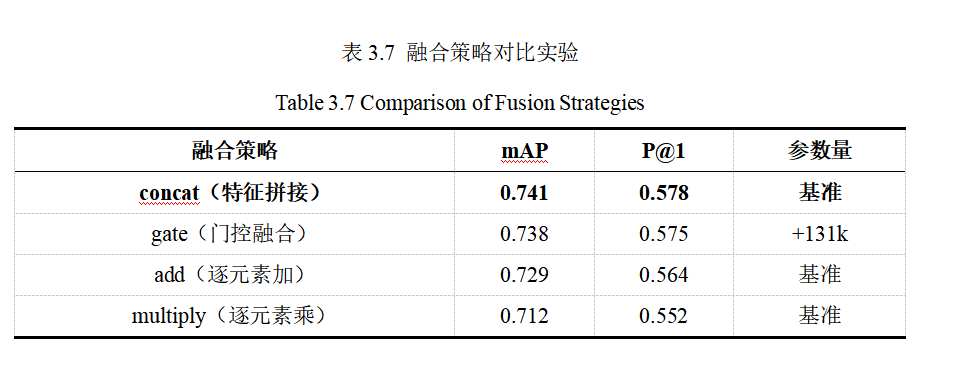 表 3.7 融合策略对比实验
Table 3.7 Comparison of Fusion Strategies
融合策略 mAP P@1 参数量
concat（特征拼接） 0.741 0.578 基准
gate（门控融合） 0.738 0.575 +131k
add（逐元素加） 0.729 0.564 基准
multiply（逐元素乘） 0.712 0.552 基准